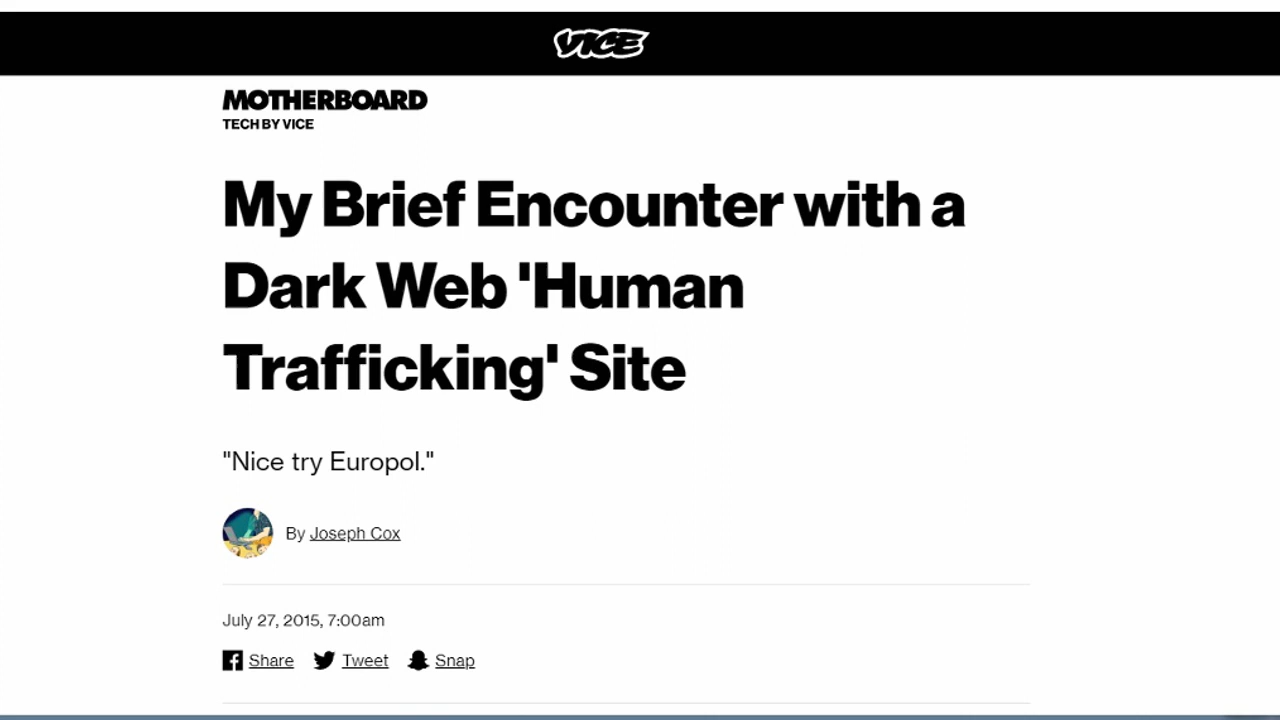 VICE
MOTHERBOARD
TECH BY VICE
My Brief Encounter with a
Dark Web 'Human
Trafficking' Site
"Nice try Europol."
By Joseph Cox
July 27, 2015, 7:00am
Share Tweet Snap